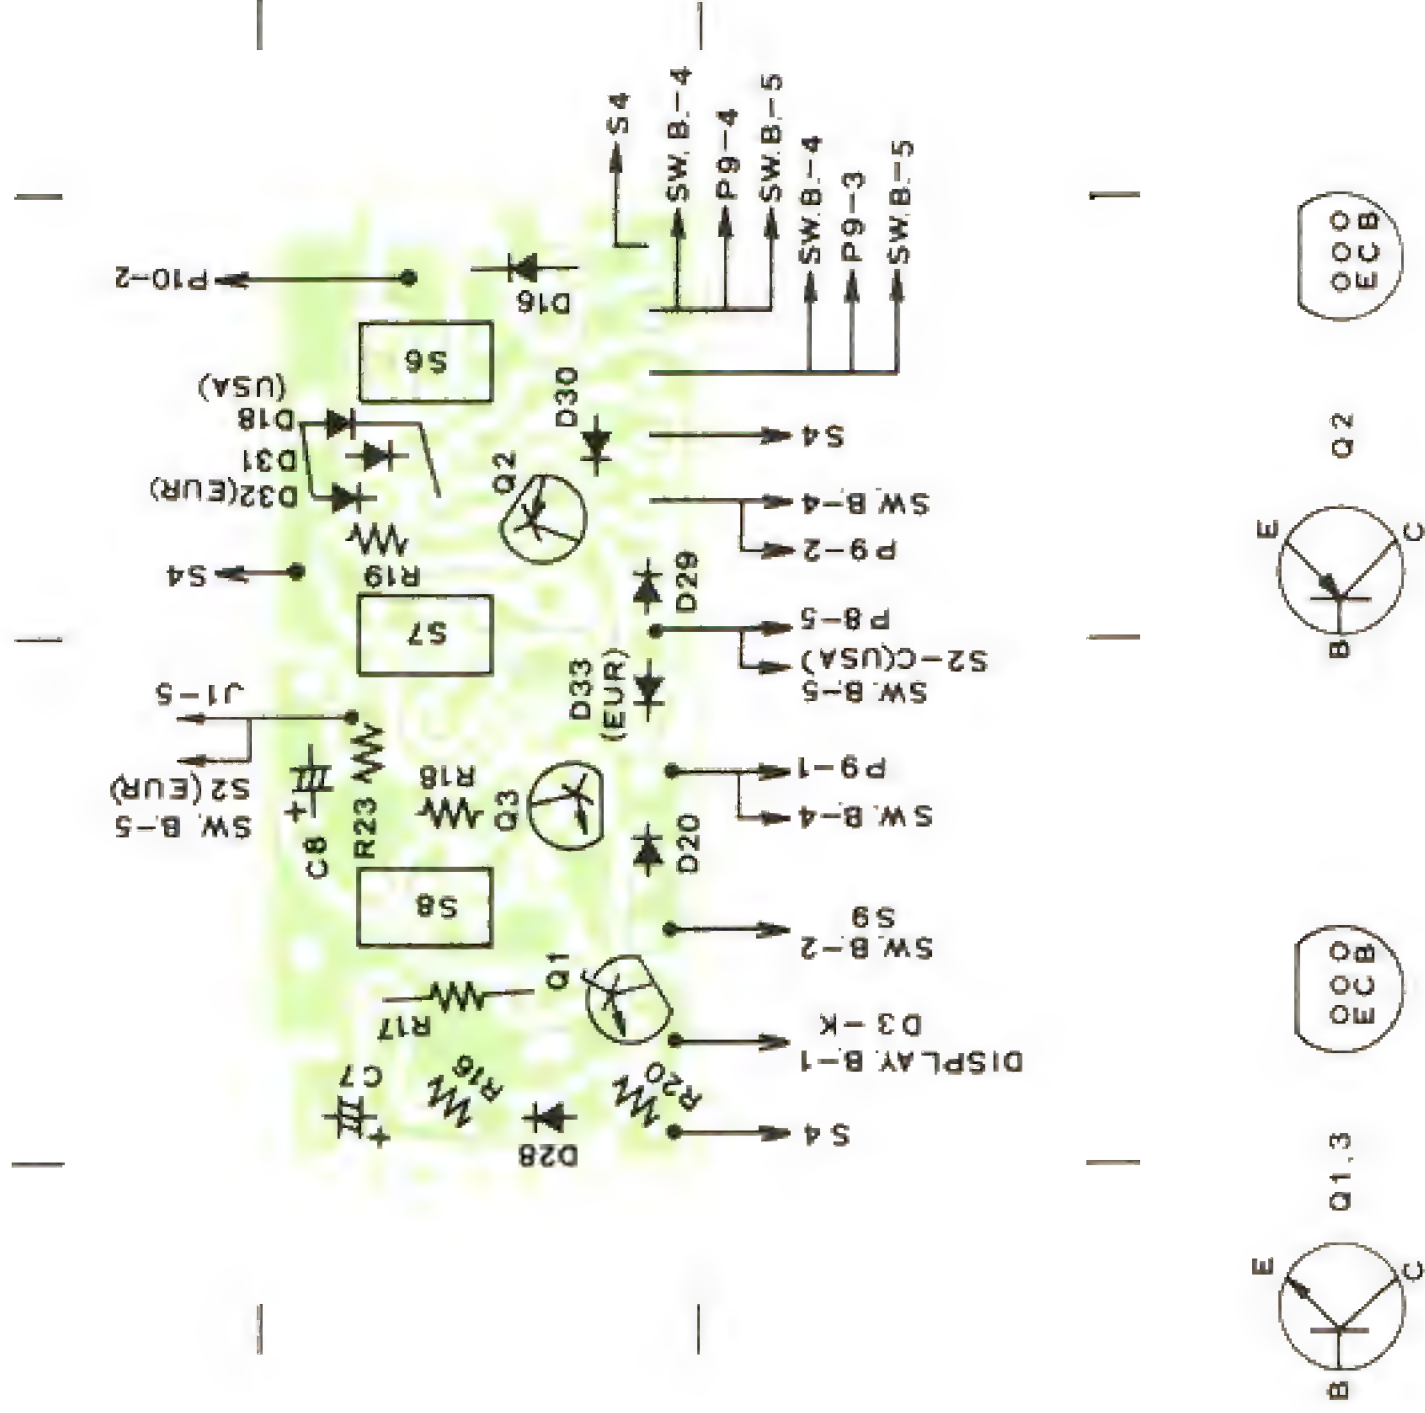 S4
SW. B.-4
P9-4
SW. B.-5
SW. B.-4
P9-3
SW. B.-5
P10-2
D16
S6
(USA)
D18
D31
D32(EUR)
D30
Q2
R19
S4
S4
SW. B.-4
P9-2
S7
D29
P8-5
S2-C(USA)
SW. B.-5
D33
(EUR)
J1-5
S2(EUR)
SW. B.-5
C8
+
R23
R18
Q3
P9-1
SW. B.-4
D20
S8
S9
SW. B.-2
Q1
R17
D3-K
DISPLAY. B.-1
C7
+
R16
R20
D28
S4
E C B
Q2
E
C
B
E C B
Q1,3
E
C
B